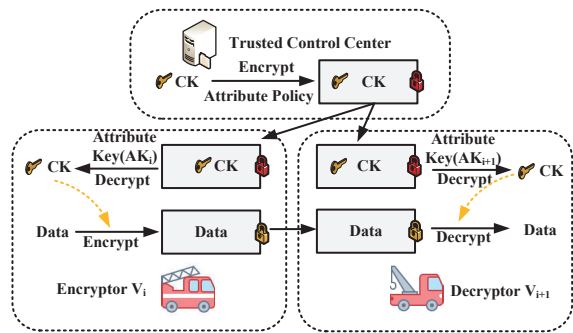 Trusted Control Center
CK
Encrypt
Attribute Policy
CK
Attribute
Key(AKi)
Decrypt
CK
CK
Data
Encrypt
Data
Encryptor Vi
CK
Attribute
Key(AKi+1)
Decrypt
CK
Data
Decrypt
Data
Decryptor Vi+1